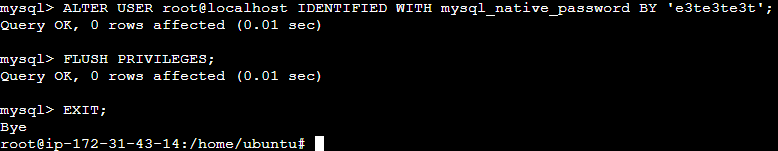 mysql> ALTER USER root@localhost IDENTIFIED WITH mysql_native_password BY 'e3te3te3t';
Query OK, 0 rows affected (0.01 sec)
mysql> FLUSH PRIVILEGES;
Query OK, 0 rows affected (0.01 sec)
mysql> EXIT;
Bye
root@ip-172-31-43-14:/home/ubuntu#